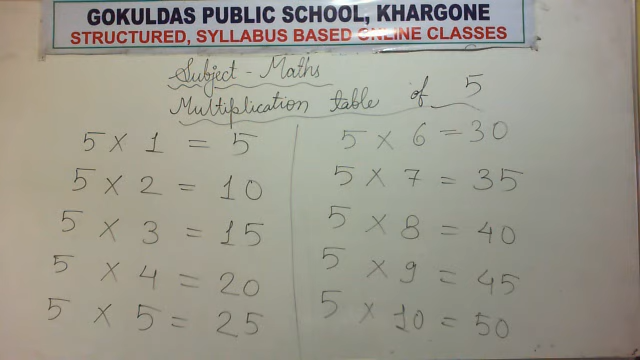 GOKULDAS PUBLIC SCHOOL, KHARGONE
STRUCTURED, SYLLABUS BASED ONLINE CLASSES
Subject - Maths
Multiplication table of 5
5 × 1 = 5
5 × 2 = 10
5 × 3 = 15
5 × 4 = 20
5 × 5 = 25
5 × 6 = 30
5 × 7 = 35
5 × 8 = 40
5 × 9 = 45
5 × 10 = 50